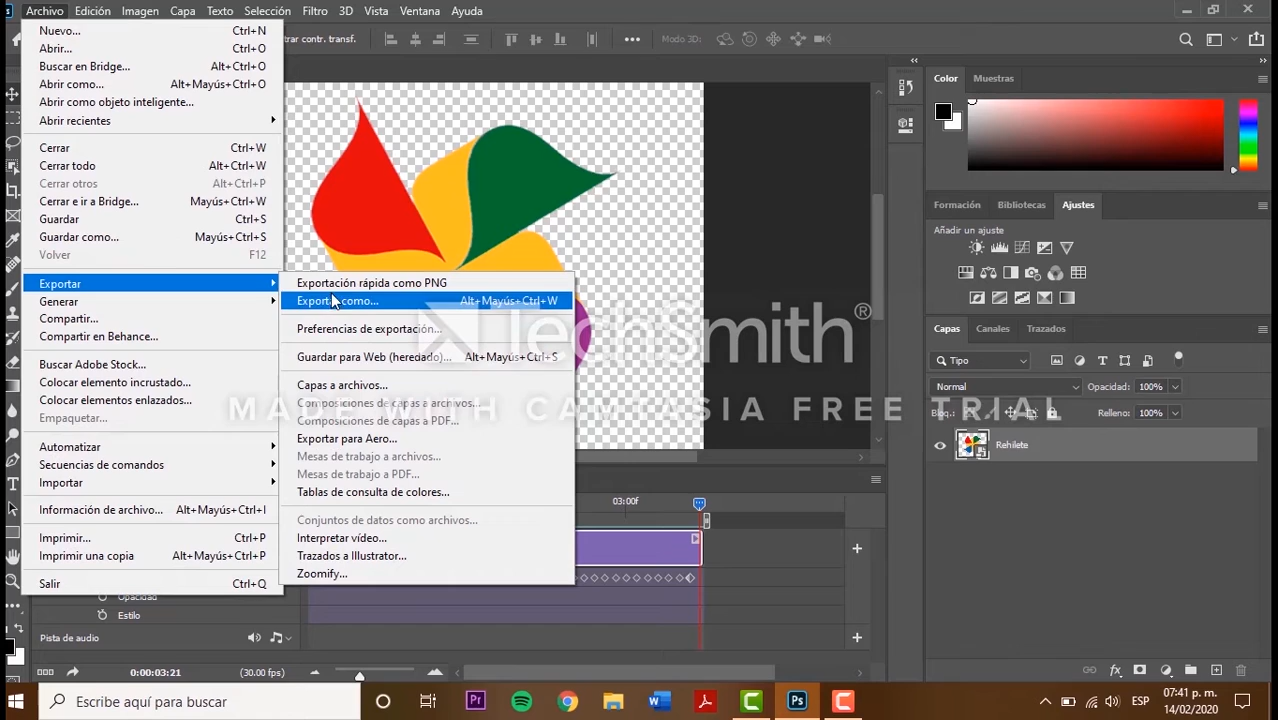 Archivo Edición Imagen Capa Texto Selección Filtro 3D Vista Ventana Ayuda
Nuevo... Ctrl+N
Abrir... Ctrl+O
Buscar en Bridge... Alt+Ctrl+O
Abrir como... Alt+Mayús+Ctrl+O
Abrir como objeto inteligente...
Abrir recientes
Cerrar Ctrl+W
Cerrar todo Alt+Ctrl+W
Cerrar otros Alt+Ctrl+P
Cerrar e ir a Bridge... Mayús+Ctrl+W
Guardar Ctrl+S
Guardar como... Mayús+Ctrl+S
Volver F12
Exportar
Generar
Compartir...
Compartir en Behance...
Buscar Adobe Stock...
Colocar elemento incrustado...
Colocar elementos enlazados...
Empaquetar...
Automatizar
Secuencias de comandos
Importar
Información de archivo... Alt+Mayús+Ctrl+I
Imprimir... Ctrl+P
Imprimir una copia Alt+Mayús+Ctrl+P
Salir Ctrl+Q
Exportación rápida como PNG
Exportar como... Alt+Mayús+Ctrl+W
Preferencias de exportación...
Guardar para Web (heredado)... Alt+Mayús+Ctrl+S
Capas a archivos...
Composiciones de capas a archivos...
Composiciones de capas a PDF...
Exportar para Aero...
Mesas de trabajo a archivos...
Mesas de trabajo a PDF...
Tablas de consulta de colores...
Conjuntos de datos como archivos...
Interpretar vídeo...
Trazados a Illustrator...
Zoomify...
trar contr. transf.
Modo 3D:
Color Muestras
Formación Bibliotecas Ajustes
Añadir un ajuste
Capas Canales Trazados
Tipo
Normal Opacidad: 100%
Bloq.: Relleno: 100%
Rehilete
TechSmith®
MADE WITH CAMTASIA FREE TRIAL
03:00f
Opacidad
Estilo
Pista de audio
0:00:03:21 (30.00 fps)
fx
Escribe aquí para buscar
Pr
Ps
ESP
07:41 p. m.
14/02/2020